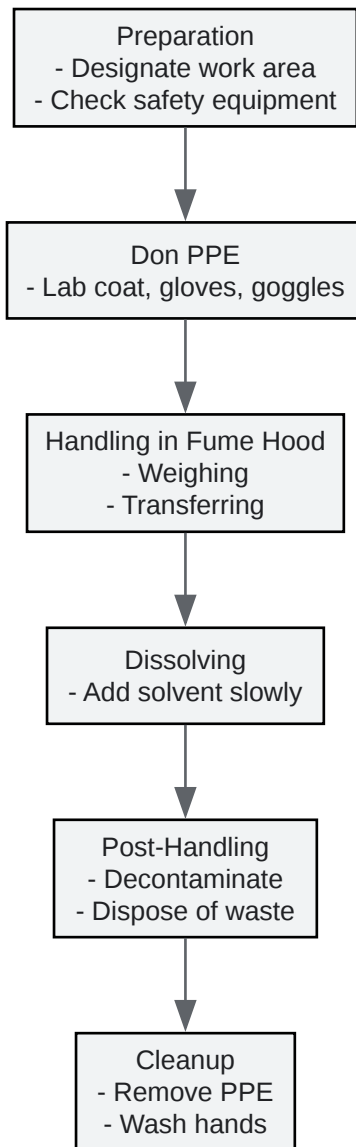 Preparation
- Designate work area
- Check safety equipment
Don PPE
- Lab coat, gloves, goggles
Handling in Fume Hood
- Weighing
- Transferring
Dissolving
- Add solvent slowly
Post-Handling
- Decontaminate
- Dispose of waste
Cleanup
- Remove PPE
- Wash hands